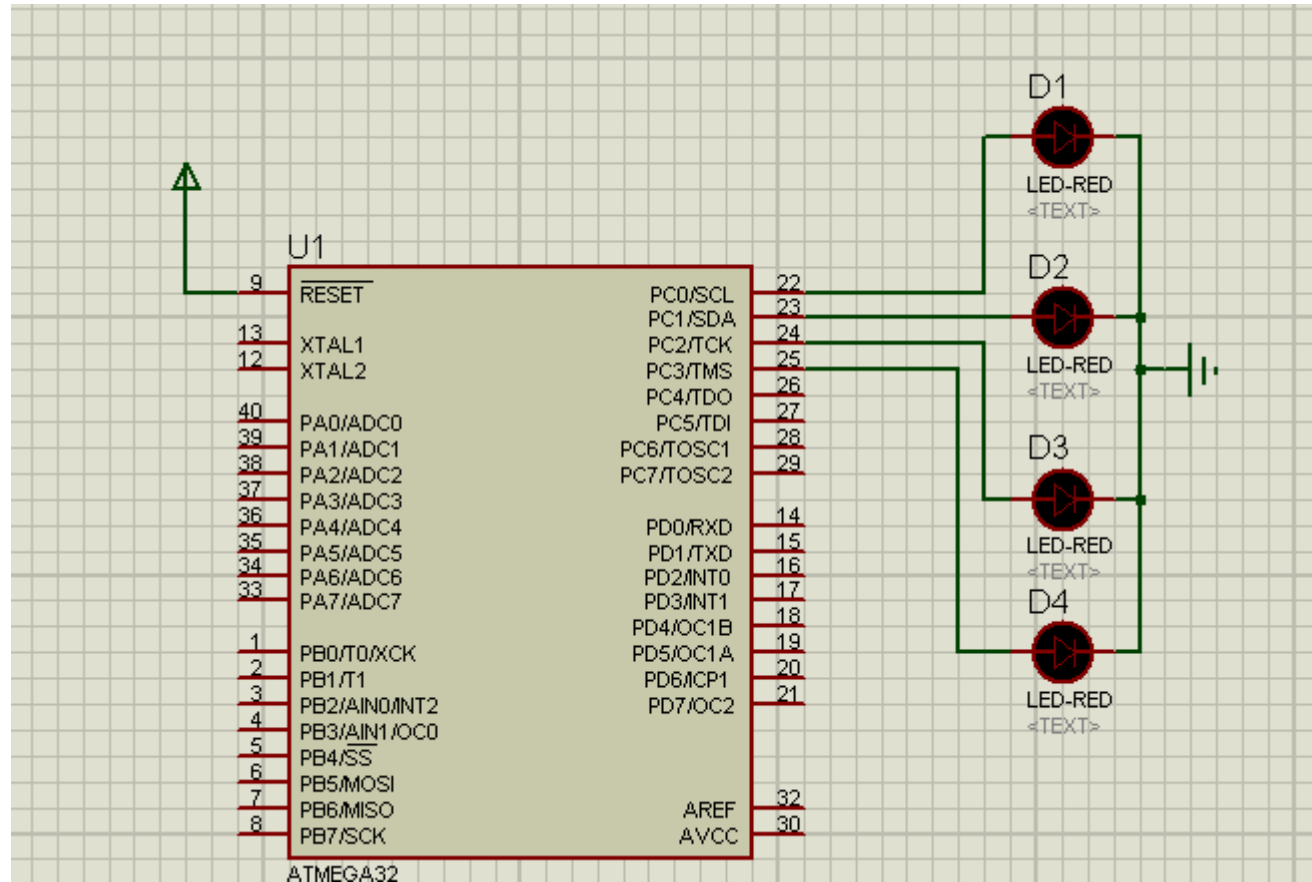 D1
LED-RED
<TEXT>
U1
9 RESET PC0/SCL 22
PC1/SDA 23
13 XTAL1 PC2/TCK 24
12 XTAL2 PC3/TMS 25
PC4/TDO 26
40 PA0/ADC0 PC5/TDI 27
39 PA1/ADC1 PC6/TOSC1 28
38 PA2/ADC2 PC7/TOSC2 29
37 PA3/ADC3
36 PA4/ADC4 PD0/RXD 14
35 PA5/ADC5 PD1/TXD 15
34 PA6/ADC6 PD2/INT0 16
33 PA7/ADC7 PD3/INT1 17
PD4/OC1B 18
1 PB0/T0/XCK PD5/OC1A 19
2 PB1/T1 PD6/ICP1 20
3 PB2/AIN0/INT2 PD7/OC2 21
4 PB3/AIN1/OC0
5 PB4/SS
6 PB5/MOSI
7 PB6/MISO AREF 32
8 PB7/SCK AVCC 30
ATMEGA32
D2
LED-RED
<TEXT>
D3
LED-RED
<TEXT>
D4
LED-RED
<TEXT>